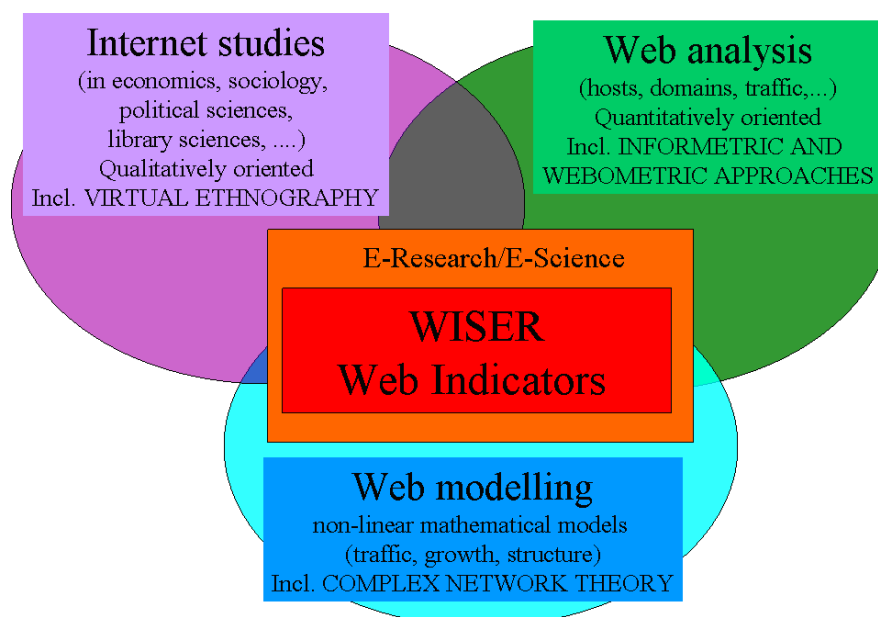 Internet studies
(in economics, sociology,
political sciences,
library sciences, ....)
Qualitatively oriented
Incl. VIRTUAL ETHNOGRAPHY
Web analysis
(hosts, domains, traffic,...)
Quantitatively oriented
Incl. INFORMETRIC AND
WEBOMETRIC APPROACHES
E-Research/E-Science
WISER
Web Indicators
Web modelling
non-linear mathematical models
(traffic, growth, structure)
Incl. COMPLEX NETWORK THEORY